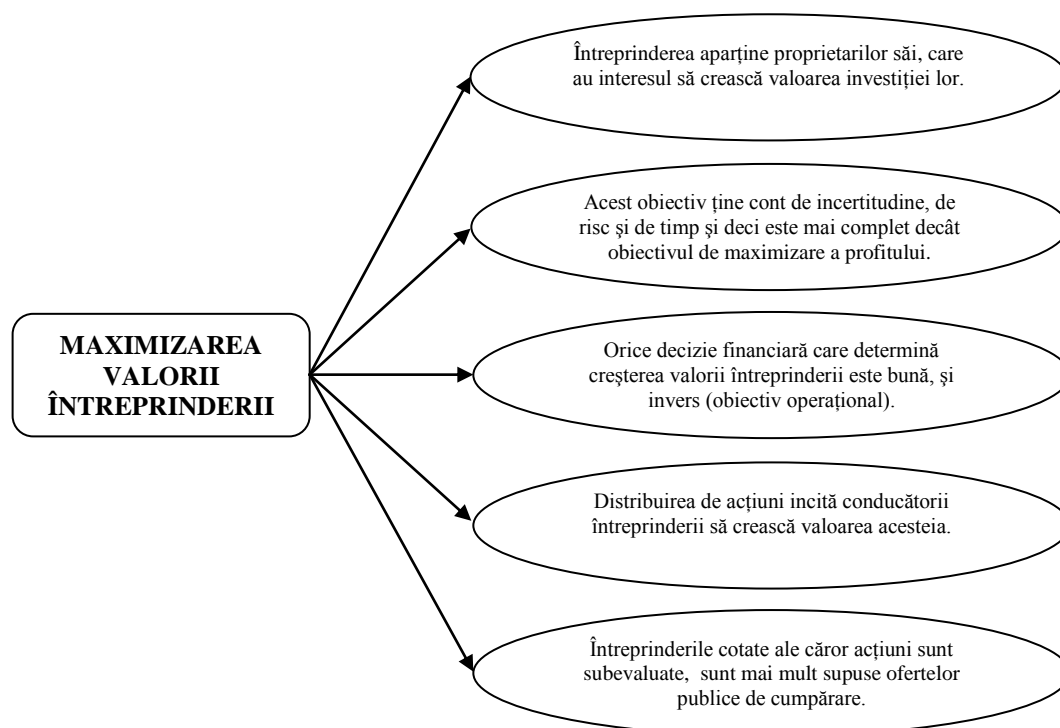 Întreprinderea aparține proprietarilor săi, care
au interesul să crească valoarea investiției lor.
Acest obiectiv ține cont de incertitudine, de
risc şi de timp şi deci este mai complet decât
obiectivul de maximizare a profitului.
MAXIMIZAREA
VALORII
ÎNTREPRINDERII
Orice decizie financiară care determină
creșterea valorii întreprinderii este bună, şi
invers (obiectiv operațional).
Distribuirea de acțiuni incită conducătorii
întreprinderii să crească valoarea acesteia.
Întreprinderile cotate ale căror acțiuni sunt
subevaluate, sunt mai mult supuse ofertelor
publice de cumpărare.